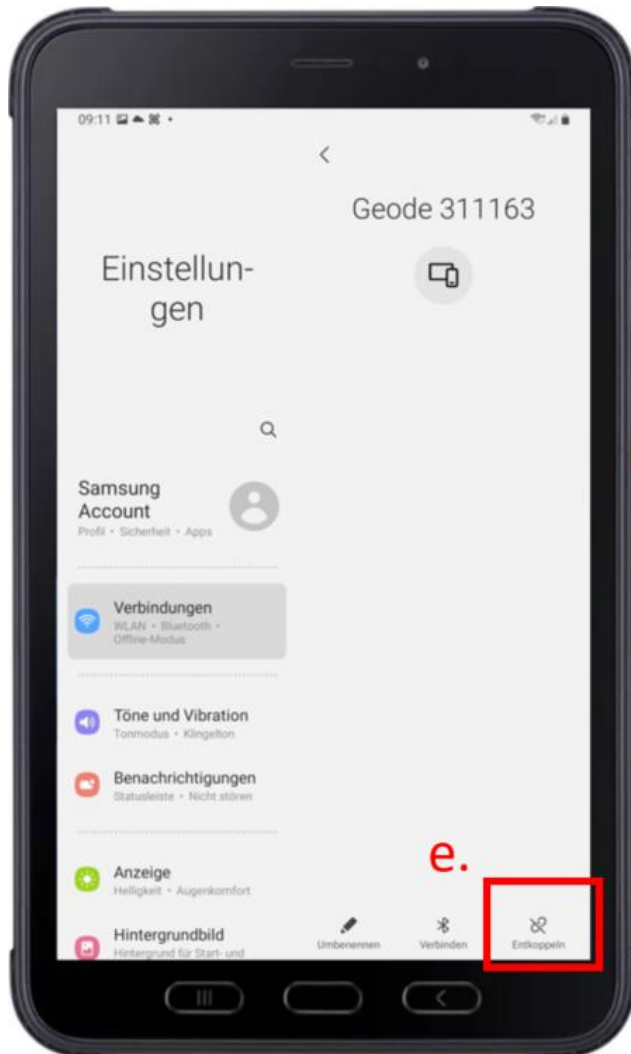 09:11
Geode 311163
Einstellun-
gen
Samsung
Account
Profil • Sicherheit • Apps
Verbindungen
WLAN • Bluetooth •
Offline-Modus
Töne und Vibration
Tonmodus • Klingelton
Benachrichtigungen
Statusleiste • Nicht stören
Anzeige
Helligkeit • Augenkomfort
Hintergrundbild
Hintergrund für Start- und
e.
Umbenennen
Verbinden
Entkoppeln